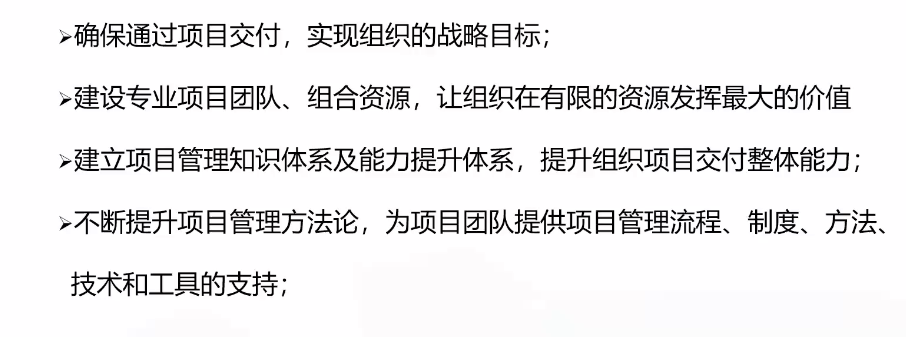 ➢确保通过项目交付，实现组织的战略目标；
➢建设专业项目团队、组合资源，让组织在有限的资源发挥最大的价值
➢建立项目管理知识体系及能力提升体系，提升组织项目交付整体能力；
➢不断提升项目管理方法论，为项目团队提供项目管理流程、制度、方法、
技术和工具的支持；